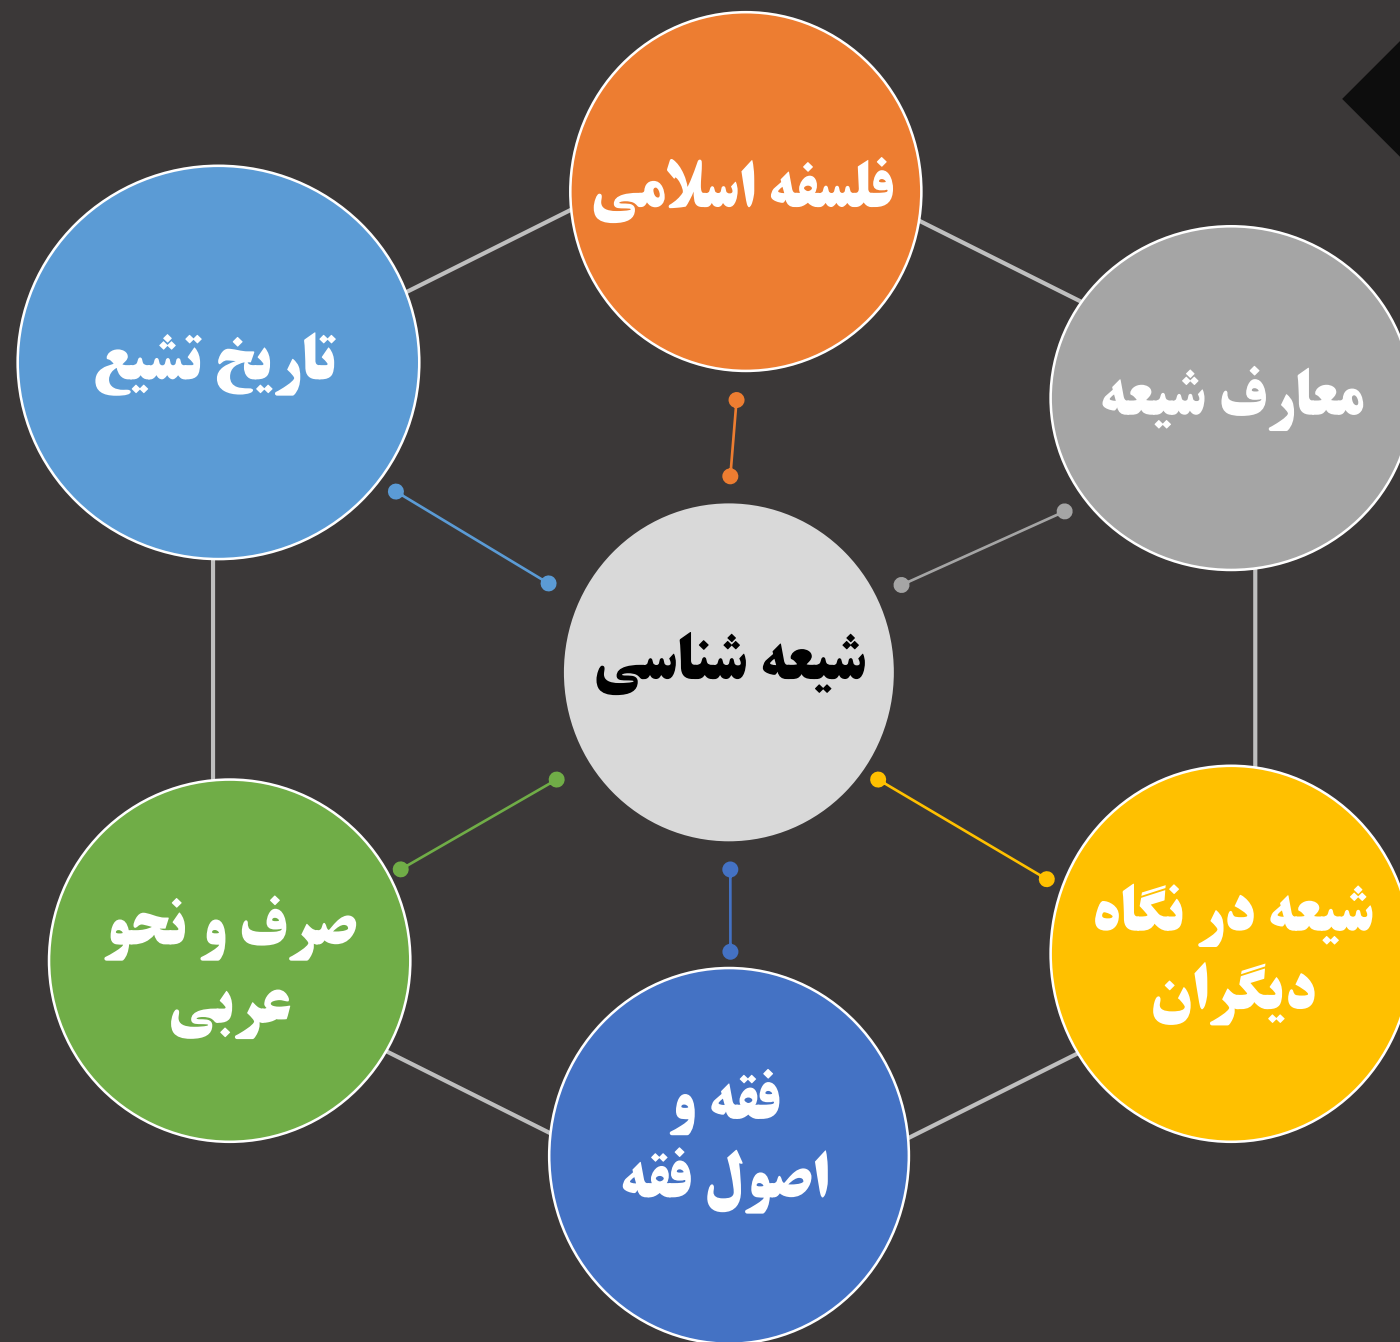 فلسفه اسلامی
تاریخ تشیع
معارف شیعه
شیعه شناسی
صرف و نحو
عربی
شیعه در نگاه
دیگران
فقه و
اصول فقه